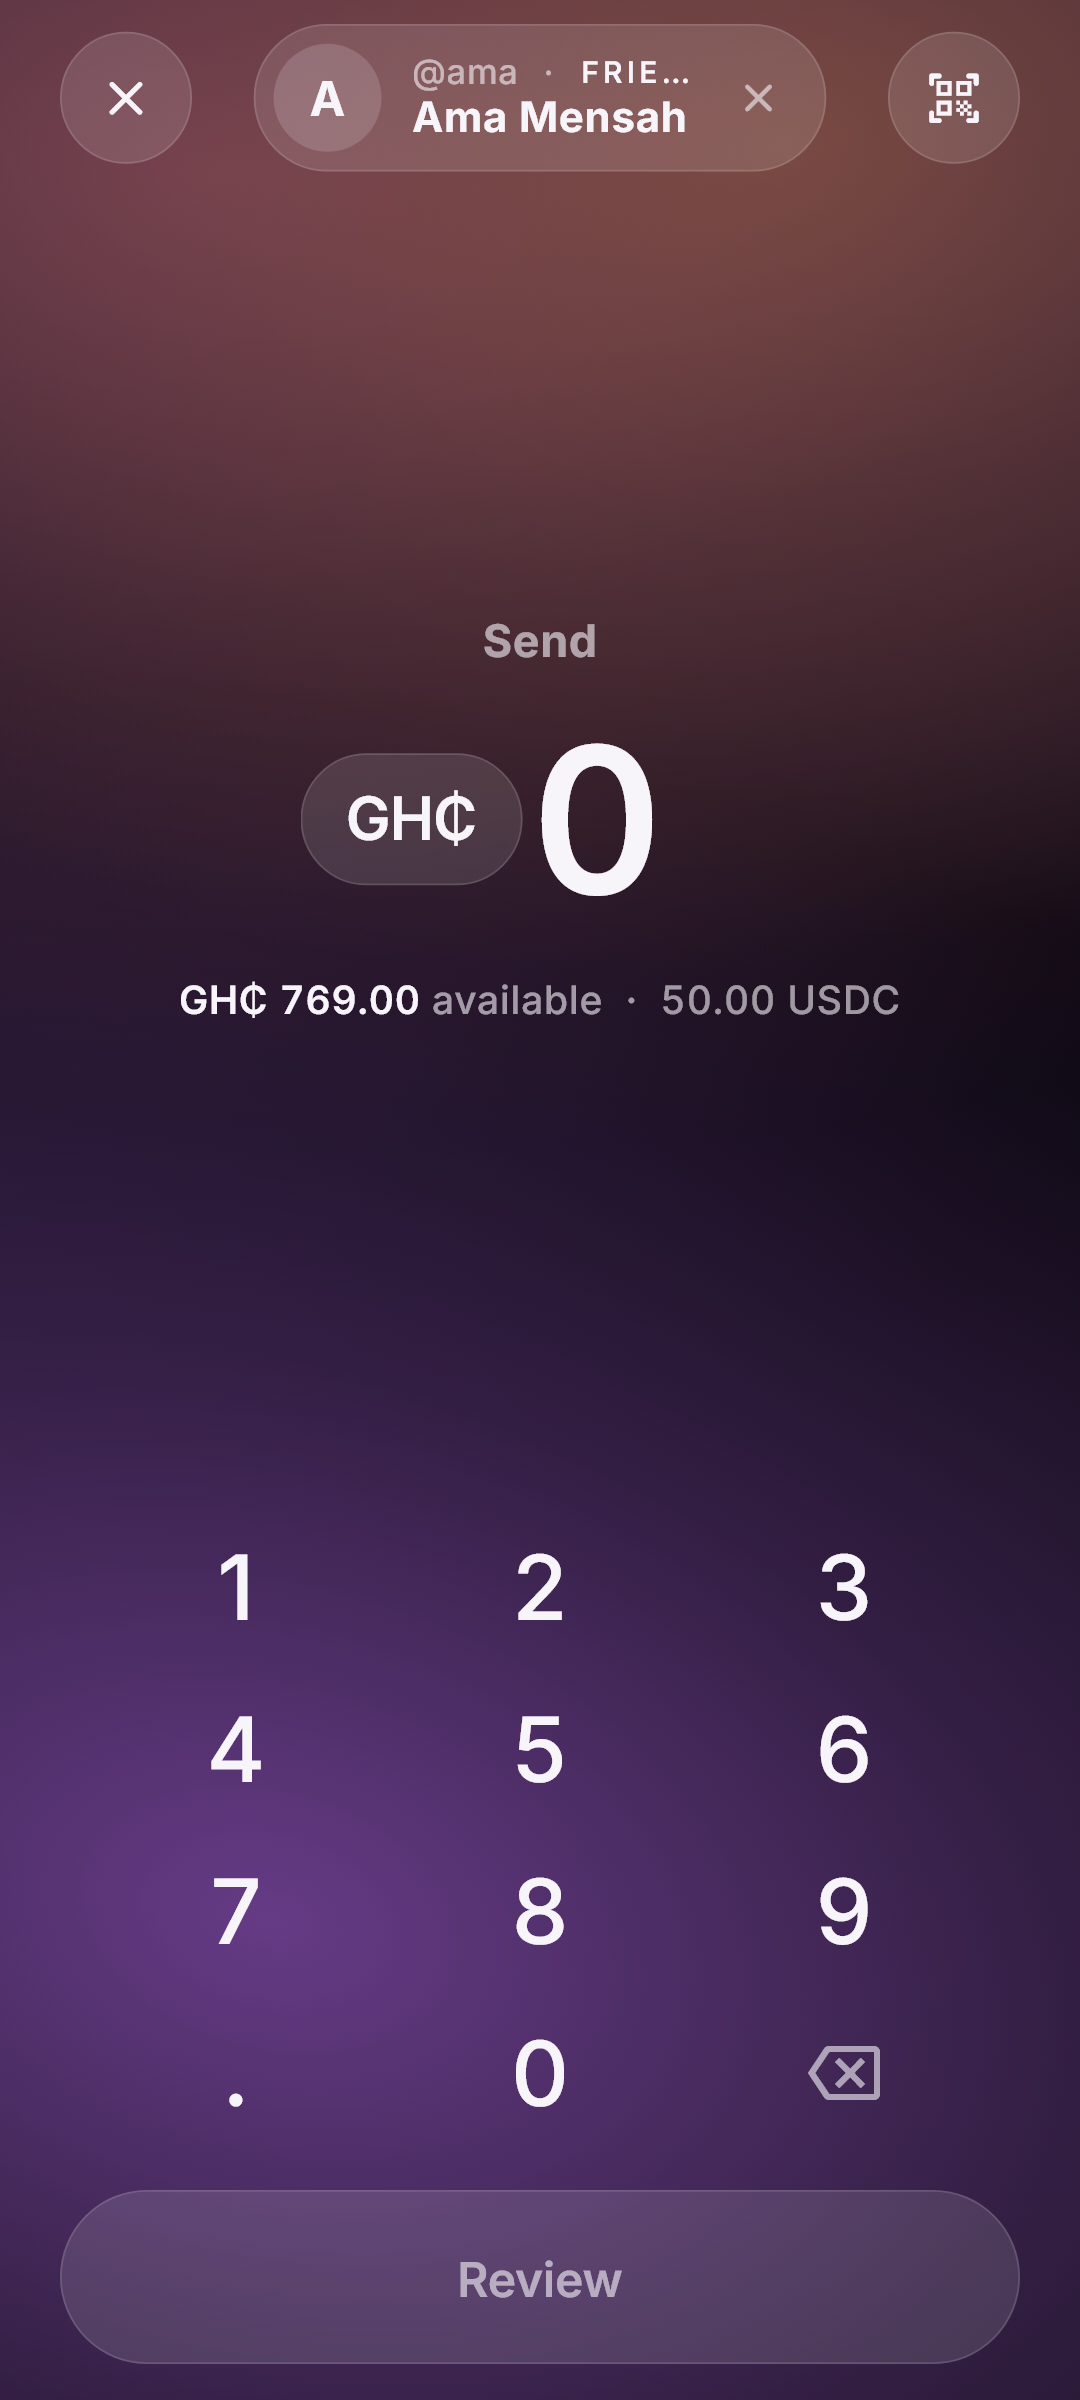 A
@ama · FRIE...
Ama Mensah
Send
GH₵ 0
GH₵ 769.00 available · 50.00 USDC
1 2 3
4 5 6
7 8 9
. 0
Review